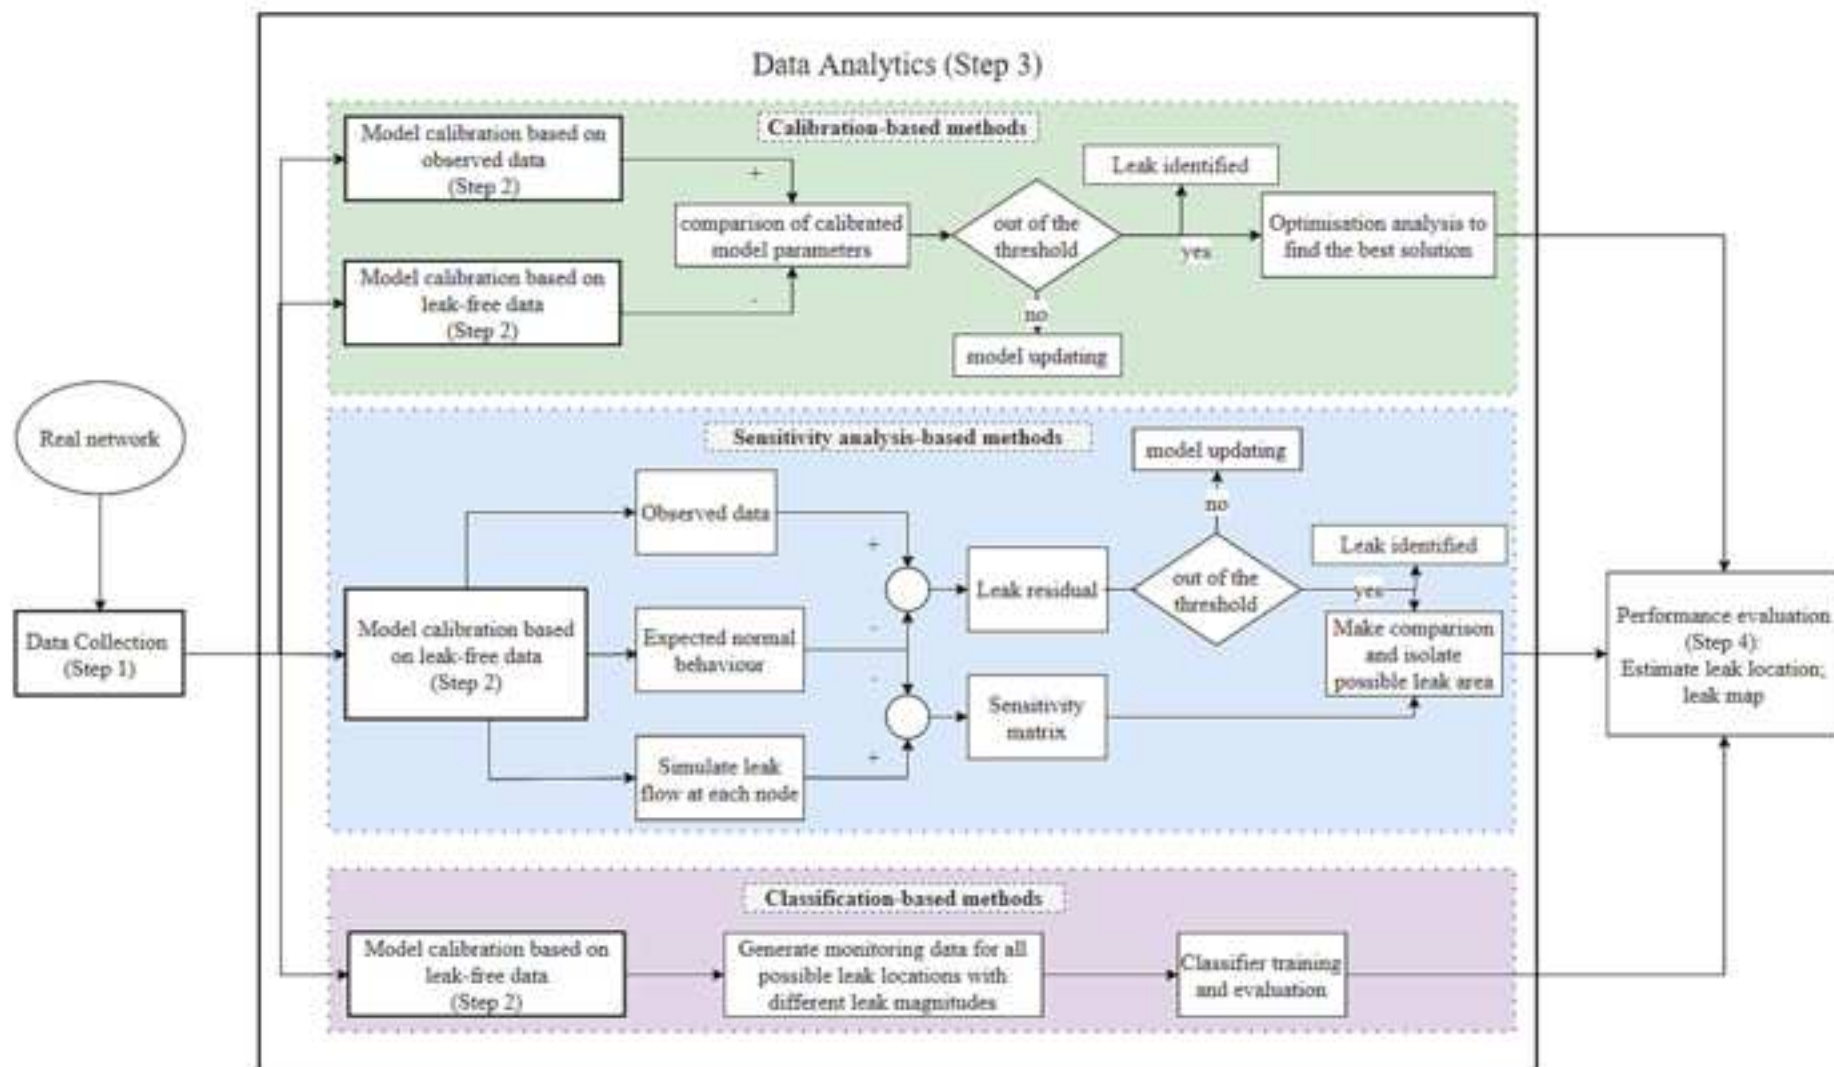 Data Analytics (Step 3)
Calibration-based methods
Model calibration based on
observed data
(Step 2)
Model calibration based on
leak-free data
(Step 2)
+
-
comparison of calibrated
model parameters
out of the
threshold
Leak identified
yes
no
model updating
Optimisation analysis to
find the best solution
Real network
Data Collection
(Step 1)
Sensitivity analysis-based methods
Model calibration based
on leak-free data
(Step 2)
Observed data
Expected normal
behaviour
Simulate leak
flow at each node
+
-
-
+
Leak residual
Sensitivity
matrix
out of the
threshold
no
model updating
yes
Leak identified
Make comparison
and isolate
possible leak area
Performance evaluation
(Step 4):
Estimate leak location;
leak map
Classification-based methods
Model calibration based on
leak-free data
(Step 2)
Generate monitoring data for all
possible leak locations with
different leak magnitudes
Classifier training
and evaluation